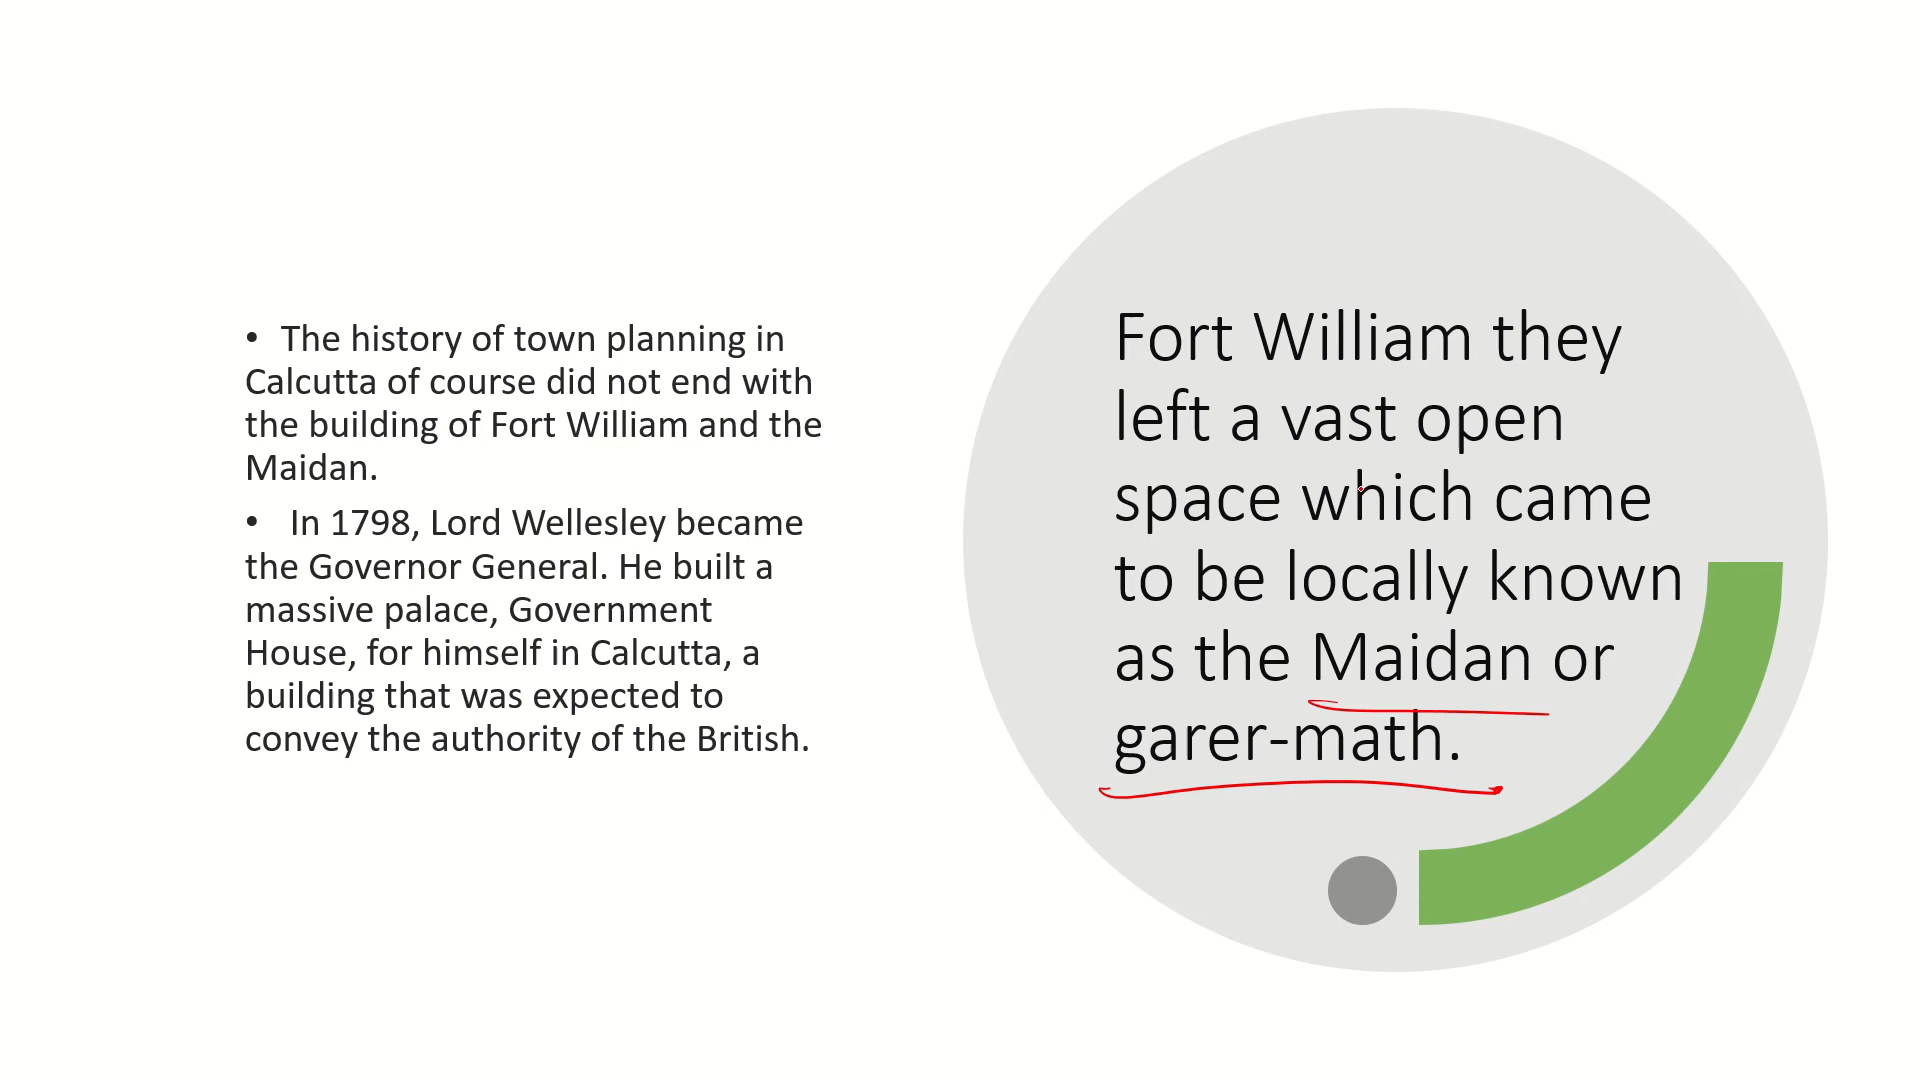 • The history of town planning in
Calcutta of course did not end with
the building of Fort William and the
Maidan.
• In 1798, Lord Wellesley became
the Governor General. He built a
massive palace, Government
House, for himself in Calcutta, a
building that was expected to
convey the authority of the British.
Fort William they
left a vast open
space which came
to be locally known
as the Maidan or
garer-math.